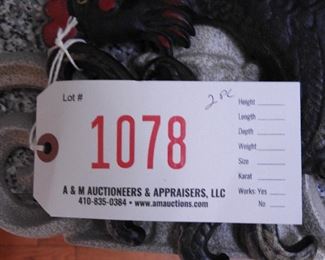 Lot #
2 pc
1078
Height
Length
Depth
Weight
Size
Karat
Works: Yes
No
A & M AUCTIONEERS & APPRAISERS, LLC
410-835-0384 • www.amauctions.com